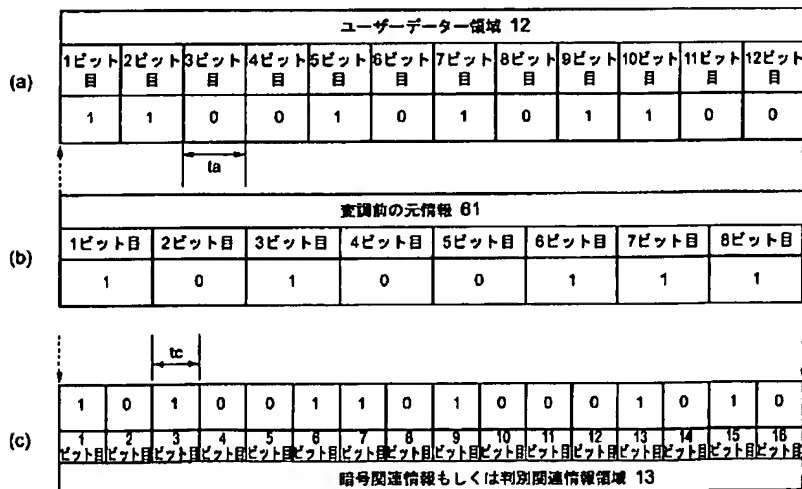 ユーザーデーター領域 12
1ビット目 2ビット目 3ビット目 4ビット目 5ビット目 6ビット目 7ビット目 8ビット目 9ビット目 10ビット目 11ビット目 12ビット目
(a)
1 1 0 0 1 0 1 0 1 1 0 0
ta
変調前の元情報 61
1ビット目 2ビット目 3ビット目 4ビット目 5ビット目 6ビット目 7ビット目 8ビット目
(b)
1 0 1 0 0 1 1 1
tc
1 0 1 0 0 1 1 0 1 0 0 0 1 0 1 0
(c)
1ビット目 2ビット目 3ビット目 4ビット目 5ビット目 6ビット目 7ビット目 8ビット目 9ビット目 10ビット目 11ビット目 12ビット目 13ビット目 14ビット目 15ビット目 16ビット目
暗号関連情報もしくは判別関連情報領域 13